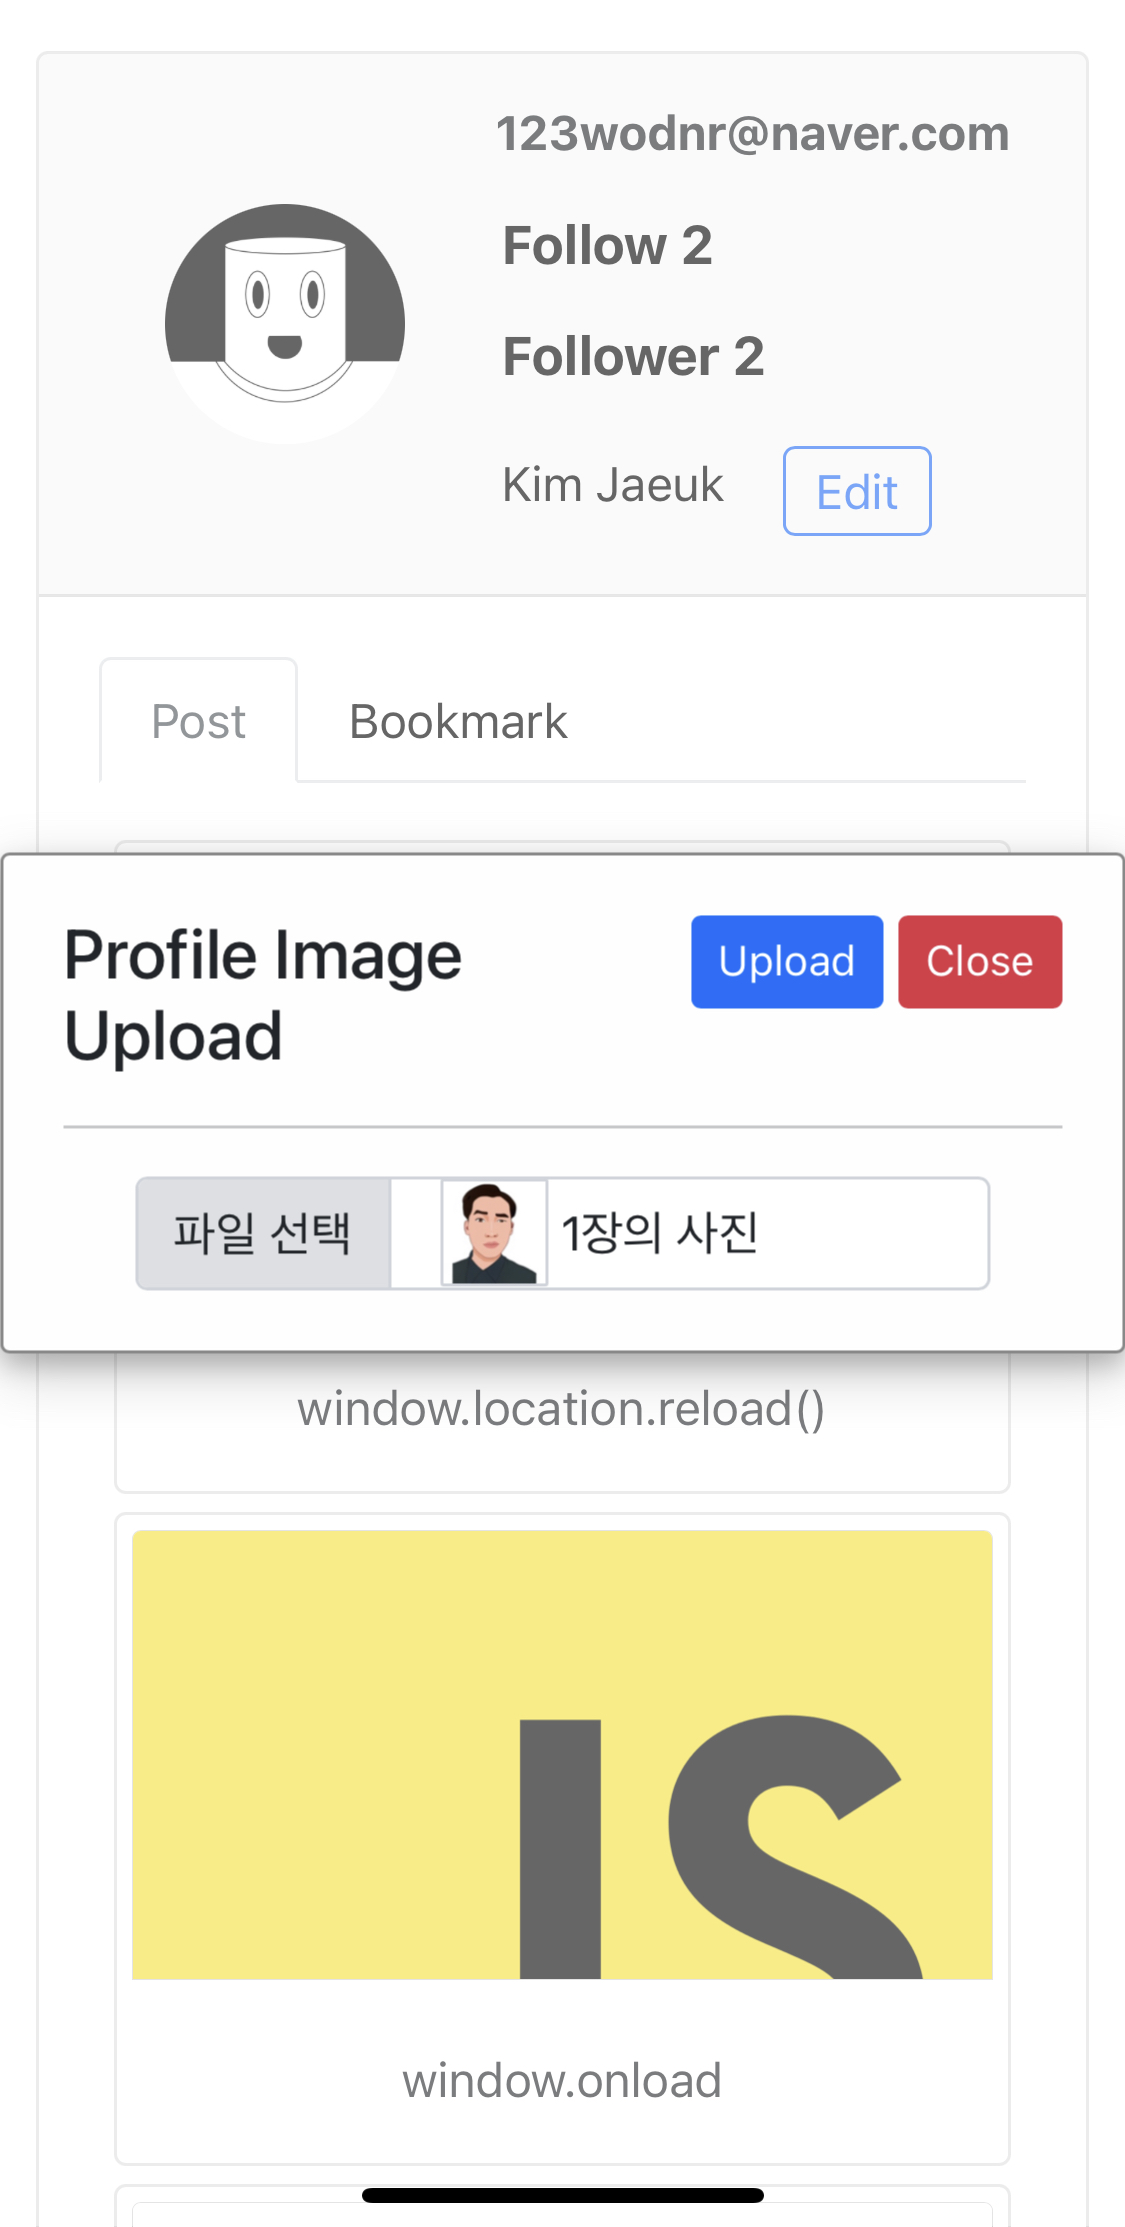 123wodnr@naver.com
Follow 2
Follower 2
Kim Jaeuk
Edit
Post
Bookmark
Profile Image
Upload
Upload
Close
파일 선택
1장의 사진
window.location.reload()
JS
window.onload